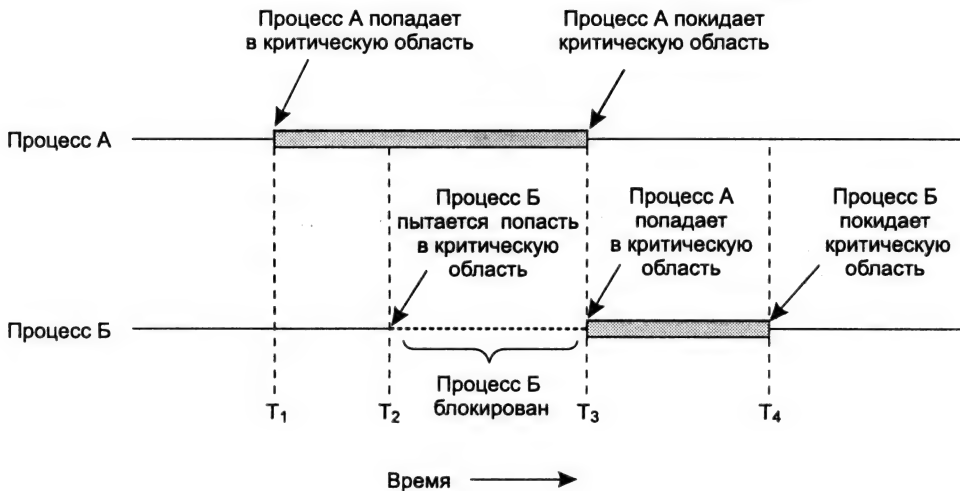 Процесс А попадает
в критическую область
Процесс А покидает
критическую область
Процесс А
Процесс Б
пытается попасть
в критическую
область
Процесс А
попадает
в критическую
область
Процесс Б
покидает
критическую
область
Процесс Б
Процесс Б
блокирован
T₁
T₂
T₃
T₄
Время